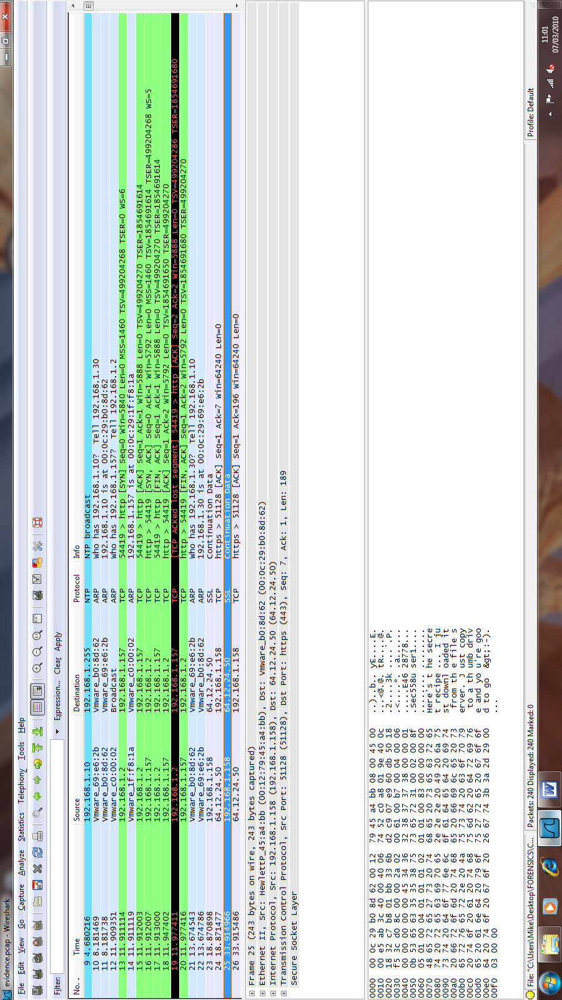 evidence.pcap - Wireshark
File Edit View Go Capture Analyze Statistics Telephony Tools Help
Filter: Expression... Clear Apply
No. . Time Source Destination Protocol Info
9 4.680216 192.168.1.10 192.168.1.255 NTP NTP broadcast
10 8.181469 Vmware_69:e6:2b Vmware_b0:8d:62 ARP Who has 192.168.1.10? Tell 192.168.1.30
11 8.181738 Vmware_b0:8d:62 Vmware_69:e6:2b ARP 192.168.1.10 is at 00:0c:29:b0:8d:62
12 11.909351 Vmware_c0:00:02 Broadcast ARP Who has 192.168.1.157? Tell 192.168.1.2
13 11.911114 192.168.1.2 192.168.1.157 TCP 54419 > http [SYN] Seq=0 Win=5840 Len=0 MSS=1460 TSV=499204268 TSER=0 WS=6
14 11.911119 Vmware_1f:f8:1a Vmware_c0:00:02 ARP 192.168.1.157 is at 00:0c:29:1f:f8:1a
15 11.912003 192.168.1.2 192.168.1.157 TCP 54419 > http [ACK] Seq=1 Ack=1 Win=5888 Len=0 TSV=499204270 TSER=1854691614
16 11.912007 192.168.1.157 192.168.1.2 TCP http > 54419 [SYN, ACK] Seq=0 Ack=1 Win=5792 Len=0 MSS=1460 TSV=1854691614 TSER=499204268 WS=5
17 11.913000 192.168.1.2 192.168.1.157 TCP 54419 > http [FIN, ACK] Seq=1 Ack=1 Win=5888 Len=0 TSV=499204270 TSER=1854691614
18 11.947402 192.168.1.157 192.168.1.2 TCP http > 54419 [ACK] Seq=1 Ack=2 Win=5792 Len=0 TSV=1854691650 TSER=499204270
19 11.977411 192.168.1.2 192.168.1.157 TCP [TCP ACKed lost segment] 54419 > http [ACK] Seq=2 Ack=2 Win=5888 Len=0 TSV=499204286 TSER=1854691680
20 11.977416 192.168.1.157 192.168.1.2 TCP http > 54419 [FIN, ACK] Seq=1 Ack=2 Win=5792 Len=0 TSV=1854691680 TSER=499204270
21 13.674543 Vmware_b0:8d:62 Vmware_69:e6:2b ARP Who has 192.168.1.30? Tell 192.168.1.10
22 13.674786 Vmware_69:e6:2b Vmware_b0:8d:62 ARP 192.168.1.30 is at 00:0c:29:69:e6:2b
23 18.870898 192.168.1.158 64.12.24.50 SSL Continuation Data
24 18.871477 64.12.24.50 192.168.1.158 TCP https > 51128 [ACK] Seq=1 Ack=7 Win=64240 Len=0
25 33.914966 192.168.1.158 64.12.24.50 SSL Continuation Data
26 33.915486 64.12.24.50 192.168.1.158 TCP https > 51128 [ACK] Seq=1 Ack=196 Win=64240 Len=0
Frame 25 (243 bytes on wire, 243 bytes captured)
Ethernet II, Src: HewlettP_45:a4:bb (00:12:79:45:a4:bb), Dst: Vmware_b0:8d:62 (00:0c:29:b0:8d:62)
Internet Protocol, Src: 192.168.1.158 (192.168.1.158), Dst: 64.12.24.50 (64.12.24.50)
Transmission Control Protocol, Src Port: 51128 (51128), Dst Port: https (443), Seq: 7, Ack: 1, Len: 189
Secure Socket Layer
0000 00 0c 29 b0 8d 62 00 12 79 45 a4 bb 08 00 45 00 ..)..b.. yE....E.
0010 00 e5 ab 3c 40 00 40 06 74 52 c0 a8 01 9e 40 0c ...<@.@. tR....@.
0020 18 32 c7 b8 01 bb 33 6b d2 c9 07 e9 60 db 50 18 .2....3k ....`.P.
0030 f5 3c d0 8c 00 00 2a 02 00 61 00 b7 00 04 00 06 .<....*. .a......
0040 00 00 00 00 00 45 34 36 32 38 37 37 38 00 00 01 .....E46 28778...
0050 0b 53 65 63 35 35 38 75 73 65 72 31 00 02 00 8f .Sec558u ser1....
0060 05 01 00 04 01 01 01 02 01 01 00 83 00 00 00 00 ........ ........
0070 48 65 72 65 27 73 20 74 68 65 20 73 65 63 72 65 Here's t he secre
0080 74 20 72 65 63 69 70 65 2e 2e 2e 20 49 20 6a 75 t recipe ... I ju
0090 73 74 20 64 6f 77 6e 6c 6f 61 64 65 64 20 69 74 st downl oaded it
00a0 20 66 72 6f 6d 20 74 68 65 20 66 69 6c 65 20 73 from th e file s
00b0 65 72 76 65 72 2e 20 4a 75 73 74 20 63 6f 70 79 erver. J ust copy
00c0 20 74 6f 20 61 20 74 68 75 6d 62 20 64 72 69 76 to a th umb driv
00d0 65 20 61 6e 64 20 79 6f 75 27 72 65 20 67 6f 6f e and yo u're goo
00e0 64 20 74 6f 20 67 6f 20 26 67 74 3b 3a 2d 29 00 d to go &gt;:-).
00f0 03 00 00 ...
File: "C:\Users\Mike\Desktop\FORENSICS\C... Packets: 240 Displayed: 240 Marked: 0 Profile: Default
11:01
07/03/2010